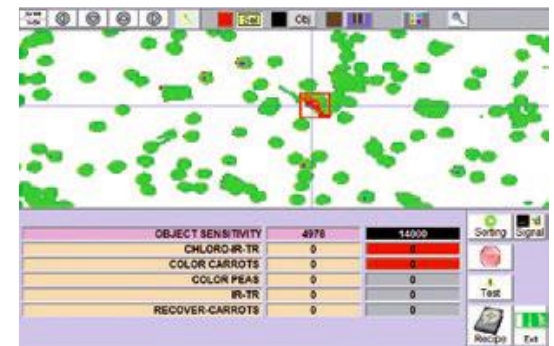 Sel Obj
OBJECT SENSITIVITY 4976 14000
CHLORO-IR-TR 0 0
COLOR CARROTS 0 0
COLOR PEAS 0 0
IR-TR 0 0
RECOVER-CARROTS 0 0
Sorting Signal
Test
Recipe Exit